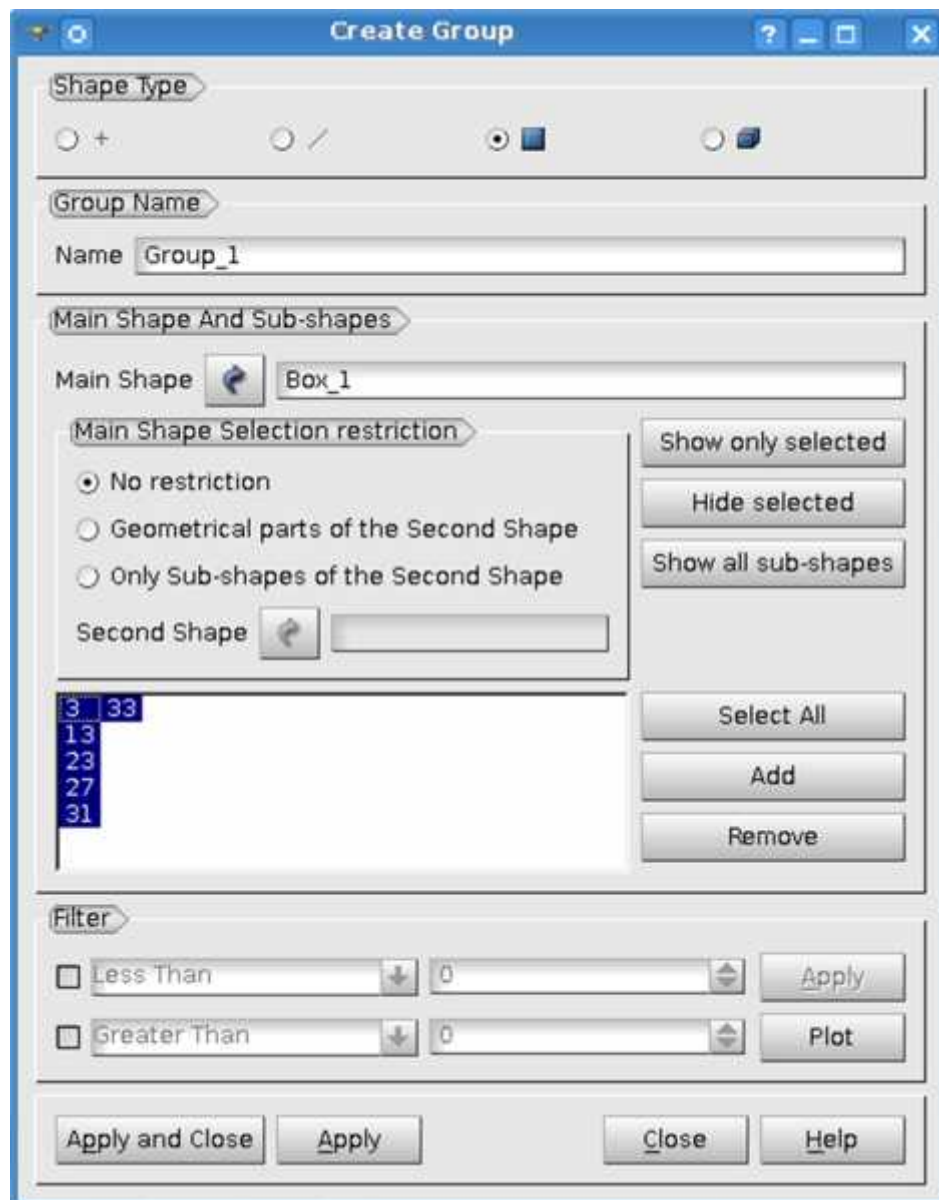 Create Group
Shape Type
Group Name
Name Group_1
Main Shape And Sub-shapes
Main Shape Box_1
Main Shape Selection restriction
No restriction
Geometrical parts of the Second Shape
Only Sub-shapes of the Second Shape
Second Shape
Show only selected
Hide selected
Show all sub-shapes
3 33
13
23
27
31
Select All
Add
Remove
Filter
Less Than 0 Apply
Greater Than 0 Plot
Apply and Close Apply Close Help